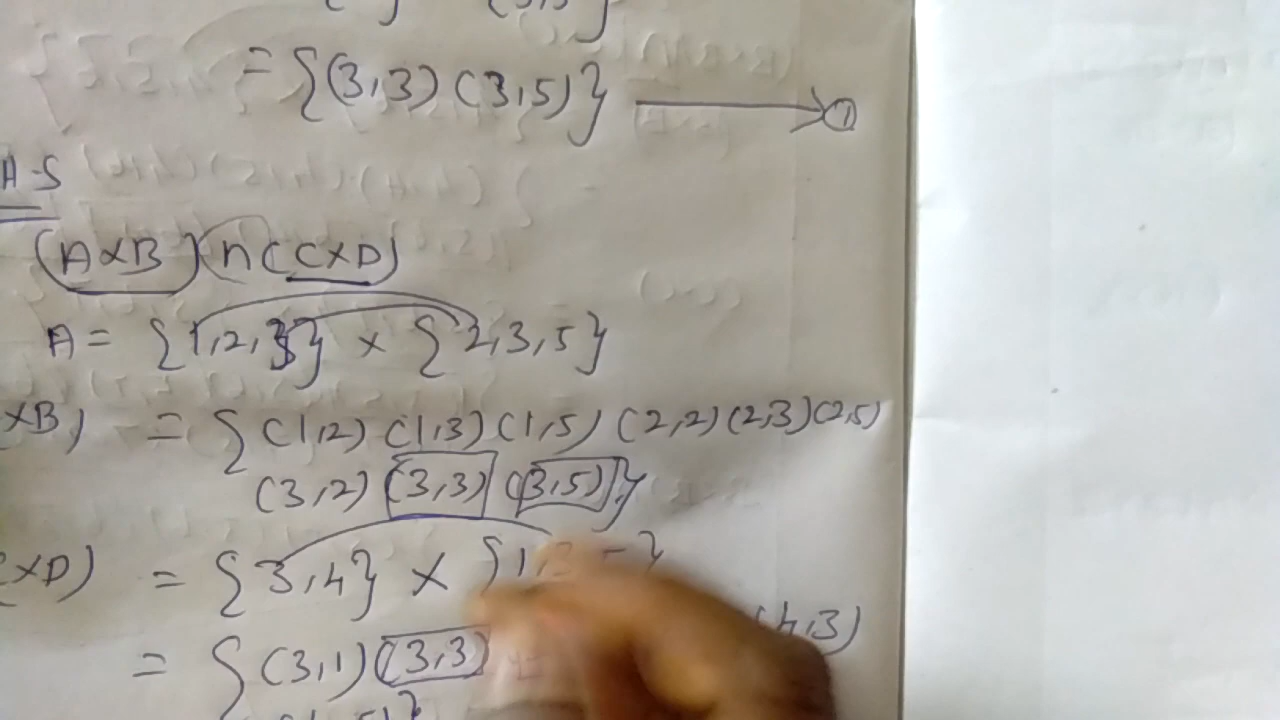 = {(3,3) (3,5)} → ①
A-S
(A×B) n (C×D)
A = {1,2,3} × {2,3,5}
×B) = { (1,2) (1,3) (1,5) (2,2) (2,3) (2,5)
(3,2) (3,3) (3,5)}
×D) = {3,4} × {1,
= { (3,1) (3,3) 4,3)